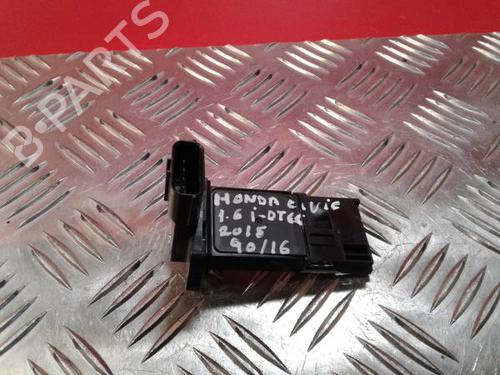 B-PARTS
HONDA CIVIC
1.6 i-DTEC
2015
90/16